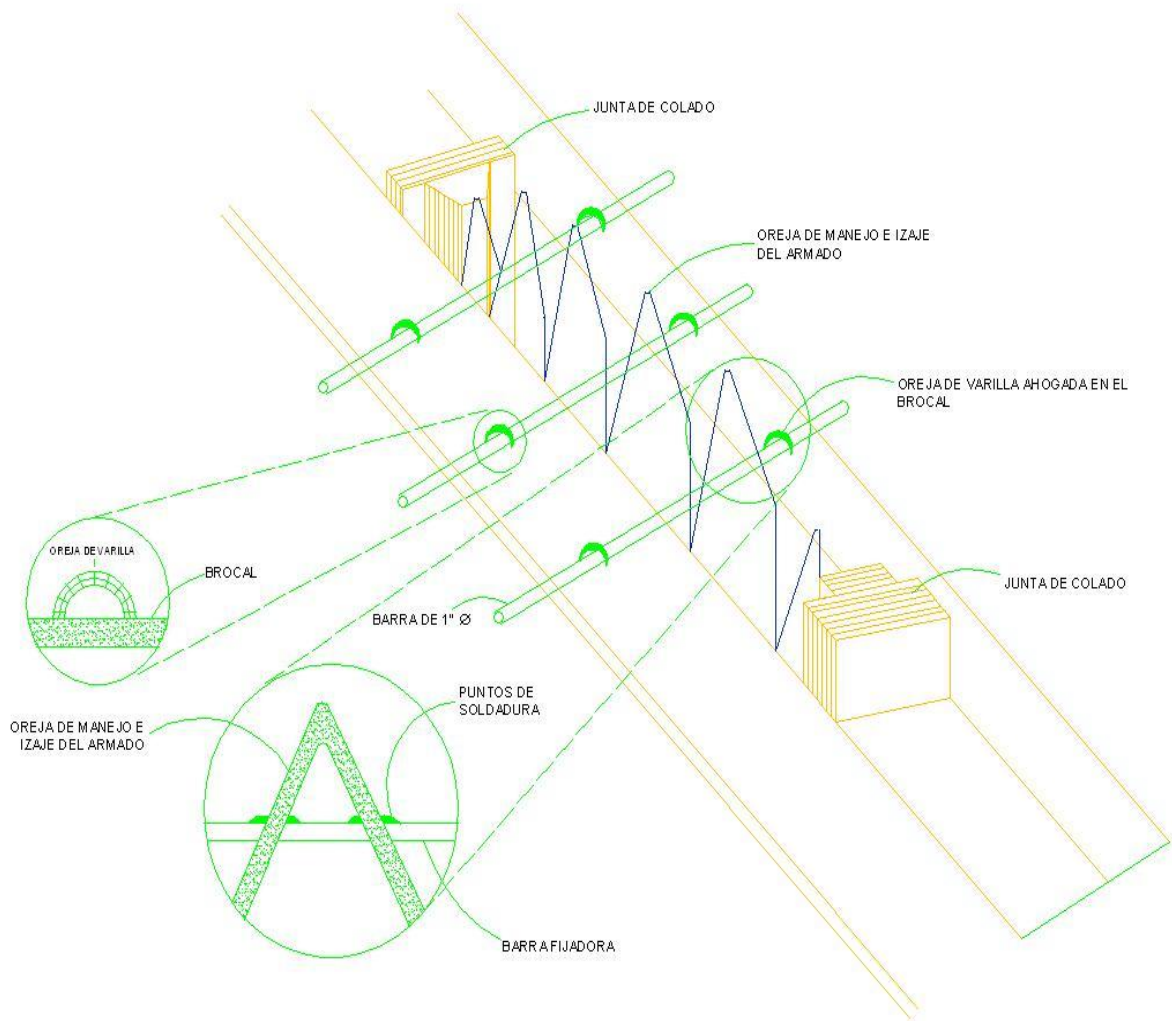 JUNTA DE COLADO
OREJA DE MANEJO E IZAJE
DEL ARMADO
OREJA DE VARILLA AHOGADA EN EL
BROCAL
OREJA DE VARILLA
BROCAL
JUNTA DE COLADO
BARRA DE 1" Ø
PUNTOS DE
SOLDADURA
OREJA DE MANEJO E
IZAJE DEL ARMADO
BARRA FIJADORA